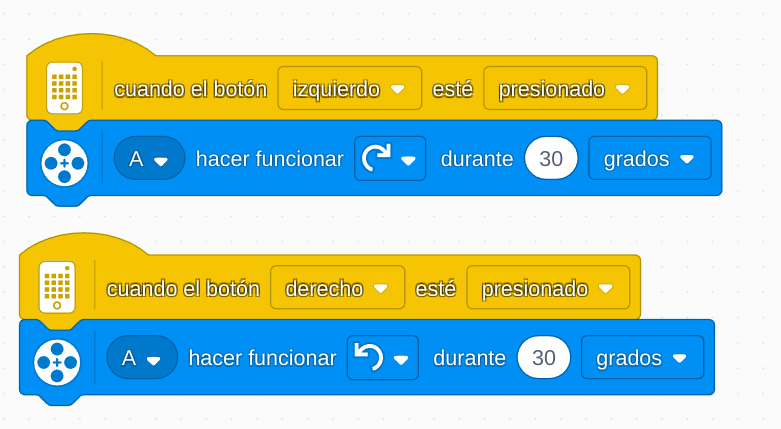 cuando el botón izquierdo esté presionado
A hacer funcionar durante 30 grados
cuando el botón derecho esté presionado
A hacer funcionar durante 30 grados